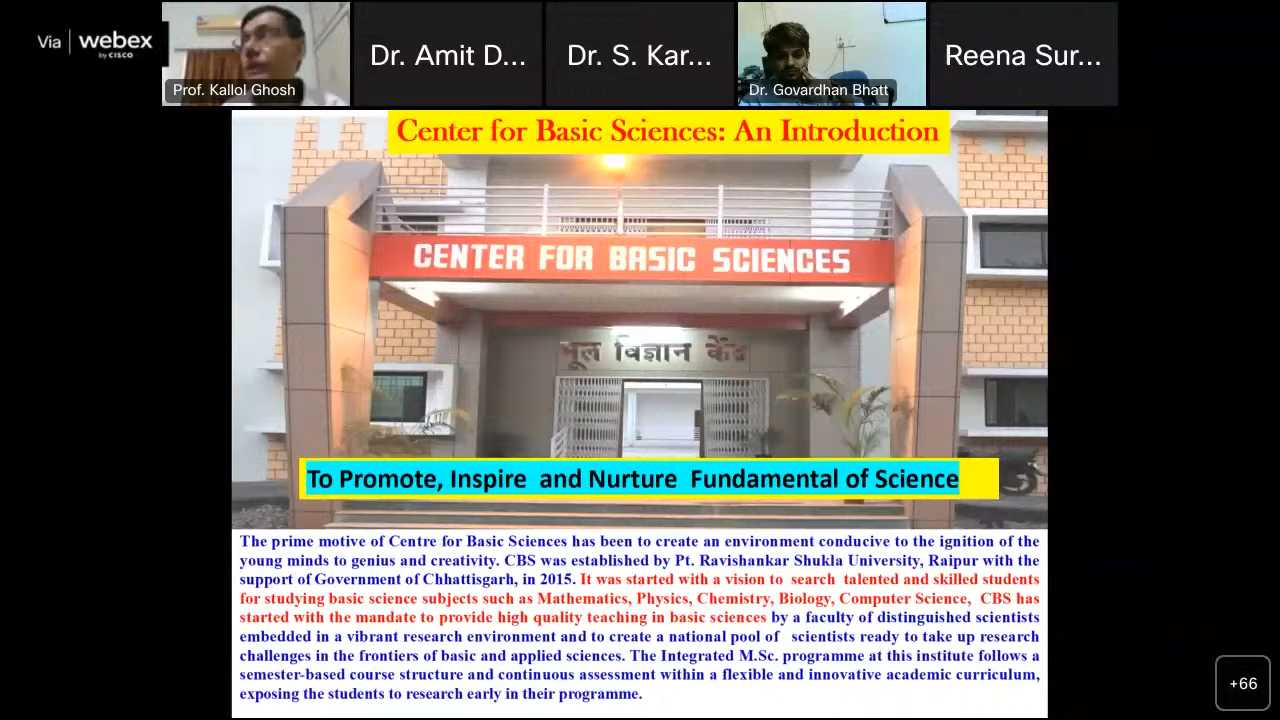 Via webex
by CISCO
Prof. Kallol Ghosh
Dr. Amit D...
Dr. S. Kar...
Dr. Govardhan Bhatt
Reena Sur...
Center for Basic Sciences: An Introduction
CENTER FOR BASIC SCIENCES
मूल विज्ञान केंद्र
To Promote, Inspire and Nurture Fundamental of Science
The prime motive of Centre for Basic Sciences has been to create an environment conducive to the ignition of the
young minds to genius and creativity. CBS was established by Pt. Ravishankar Shukla University, Raipur with the
support of Government of Chhattisgarh, in 2015. It was started with a vision to search talented and skilled students
for studying basic science subjects such as Mathematics, Physics, Chemistry, Biology, Computer Science, CBS has
started with the mandate to provide high quality teaching in basic sciences by a faculty of distinguished scientists
embedded in a vibrant research environment and to create a national pool of scientists ready to take up research
challenges in the frontiers of basic and applied sciences. The Integrated M.Sc. programme at this institute follows a
semester-based course structure and continuous assessment within a flexible and innovative academic curriculum,
exposing the students to research early in their programme.
+66